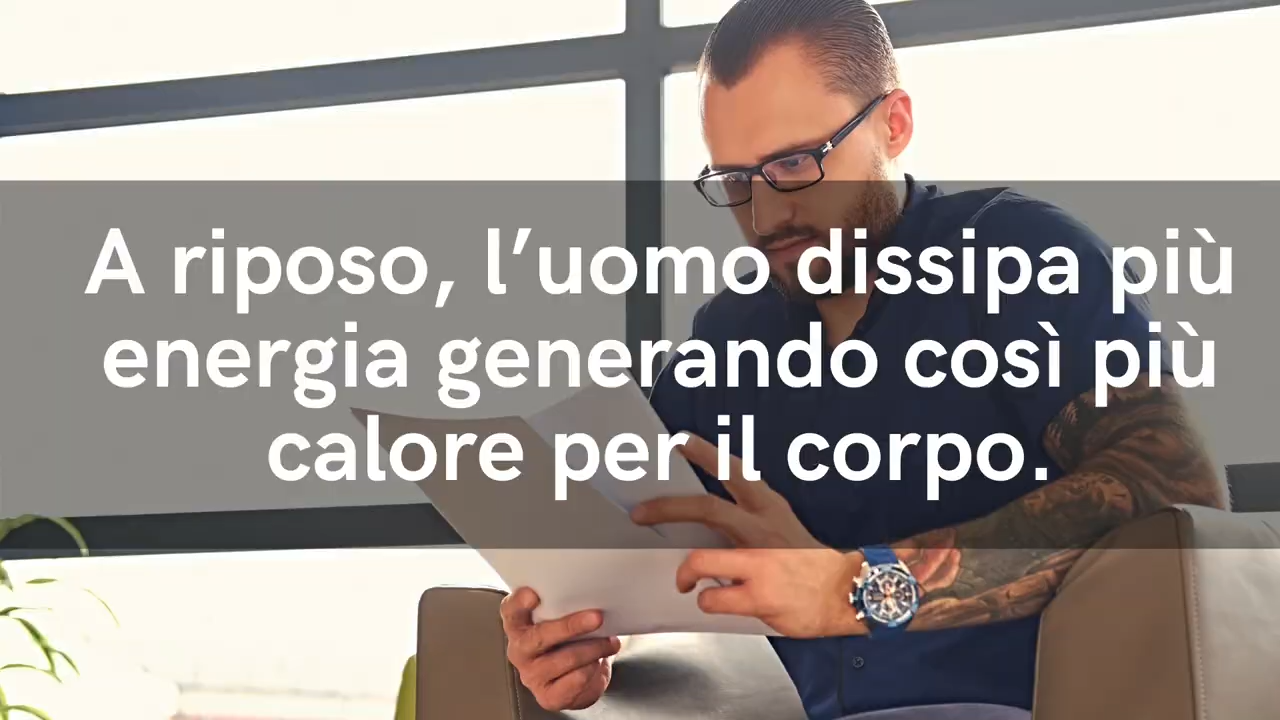 A riposo, l’uomo dissipa più
energia generando così più
calore per il corpo.